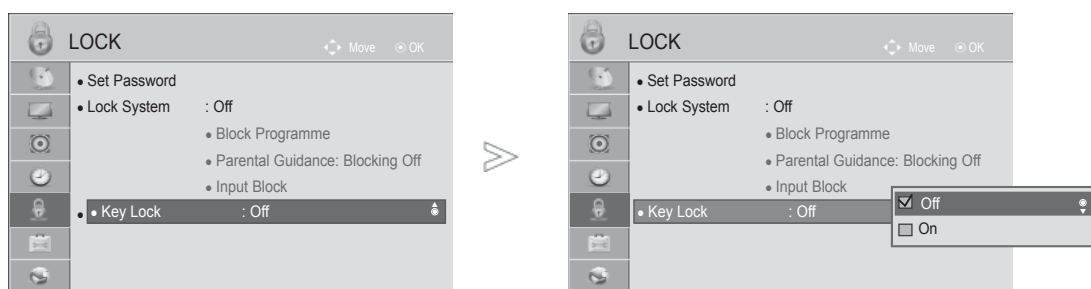 LOCK
Move OK
• Set Password
• Lock System : Off
• Block Programme
• Parental Guidance: Blocking Off
• Input Block
• • Key Lock : Off
LOCK
Move OK
• Set Password
• Lock System : Off
• Block Programme
• Parental Guidance: Blocking Off
• Input Block
• Key Lock : Off
Off
On